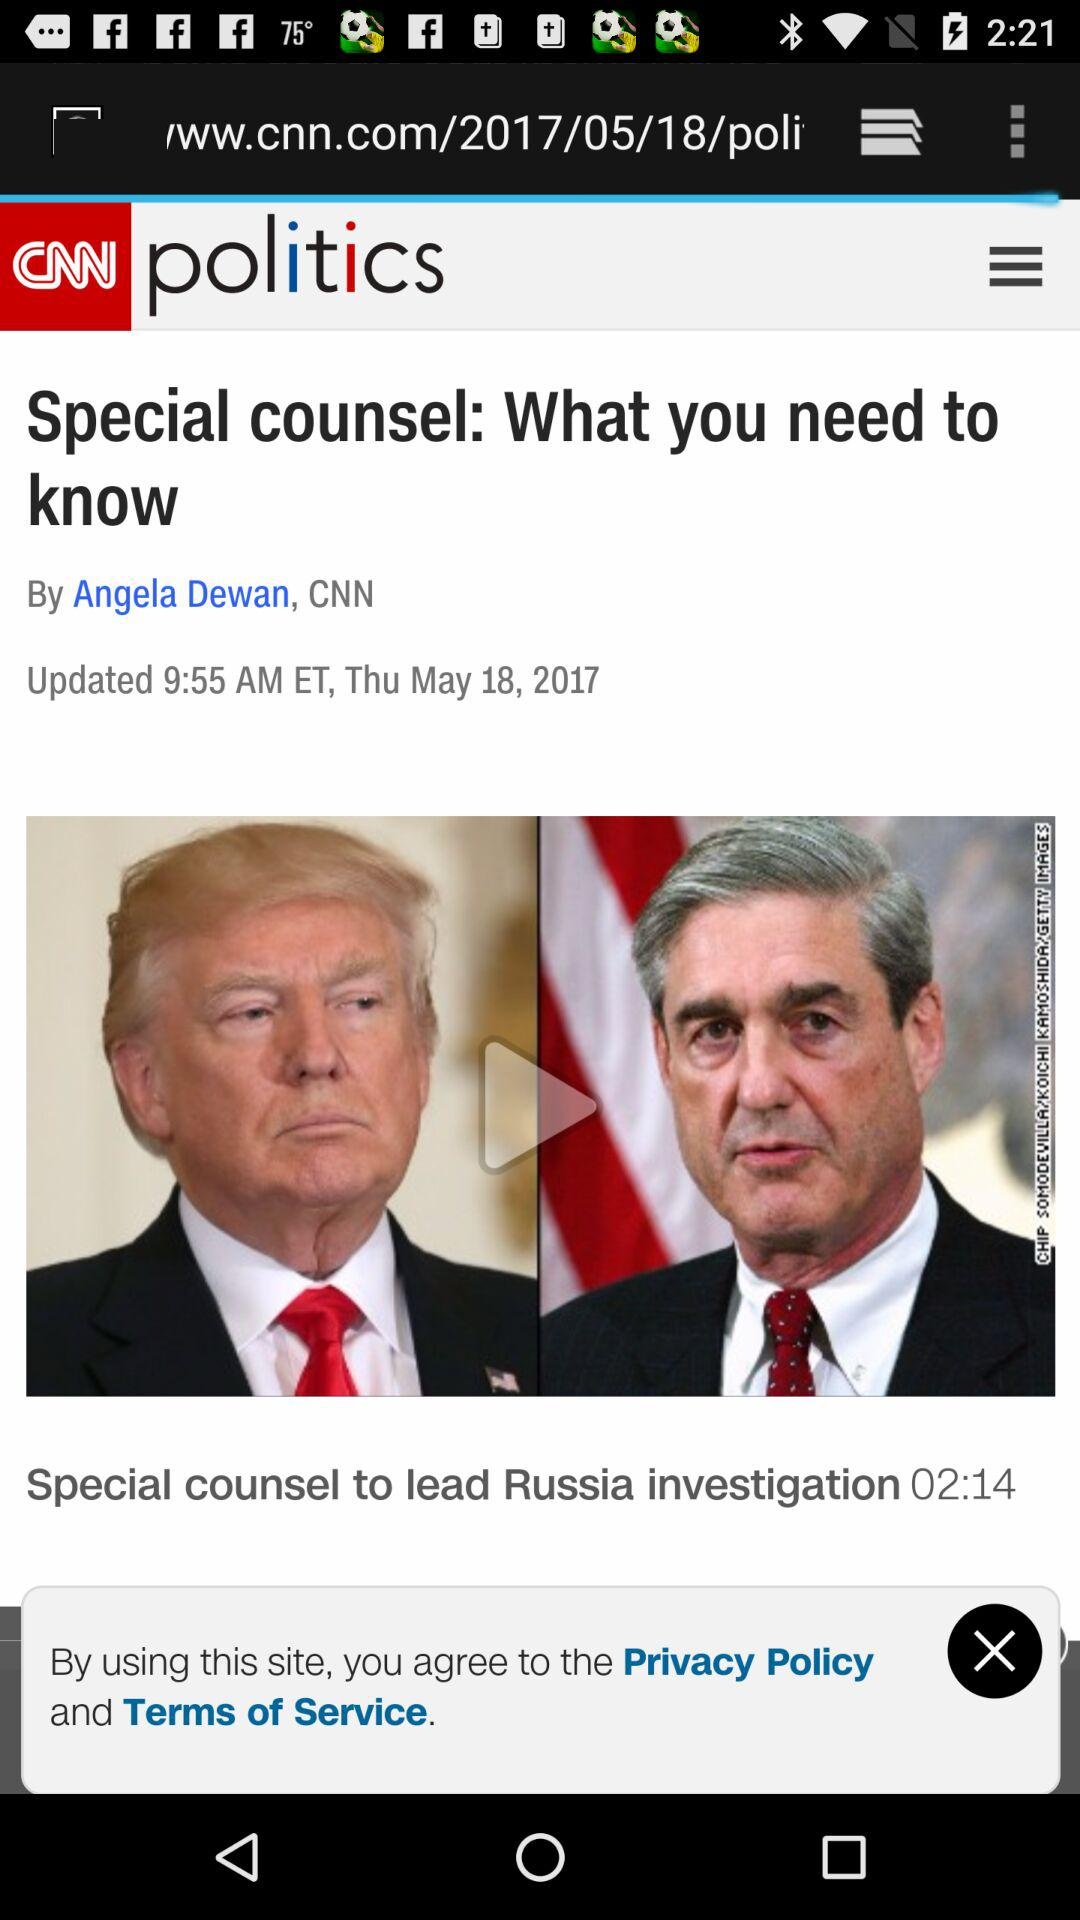 75° 2:21
www.cnn.com/2017/05/18/poli
CNN politics
Special counsel: What you need to
know
By Angela Dewan, CNN
Updated 9:55 AM ET, Thu May 18, 2017
CHIP SOMODEVILLA/KOICHI KAMOSHIDA/GETTY IMAGES
Special counsel to lead Russia investigation 02:14
By using this site, you agree to the Privacy Policy
and Terms of Service.